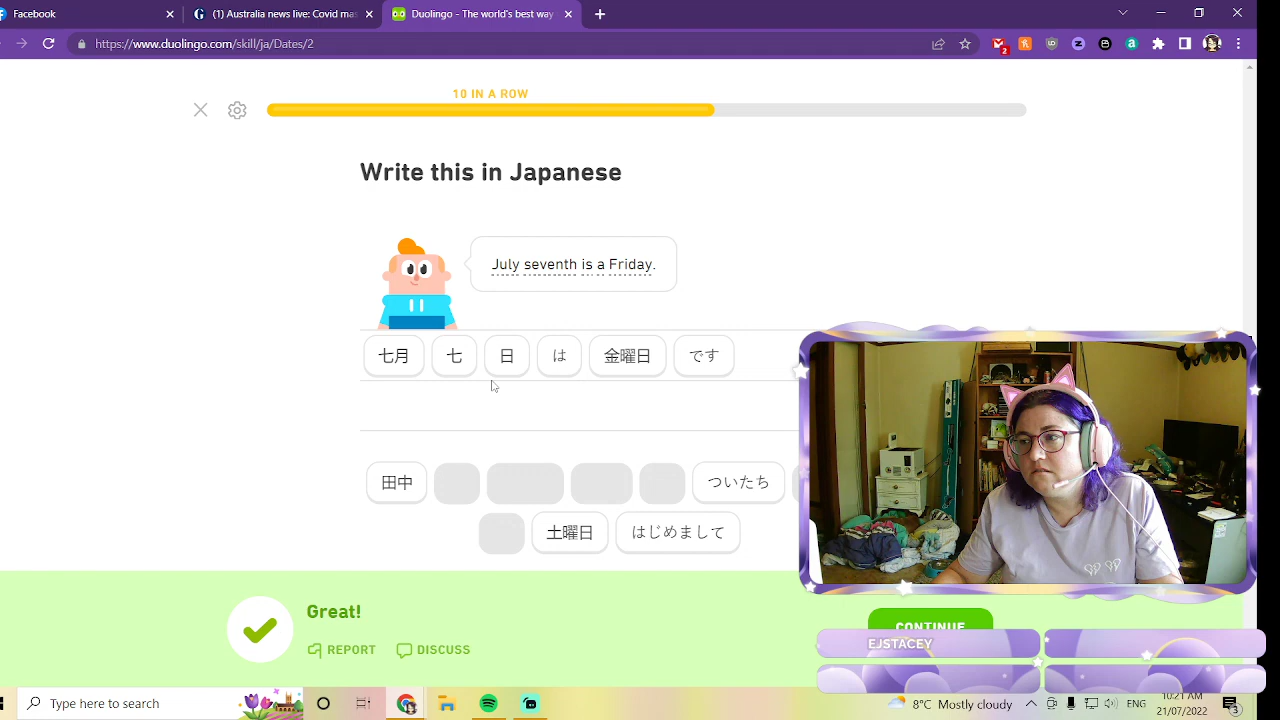 Facebook
(1) Australia news live: Covid mas
Duolingo - The world's best way
https://www.duolingo.com/skill/ja/Dates/2
2
10 IN A ROW
Write this in Japanese
July seventh is a Friday.
七月 七 日 は 金曜日 です
田中 ついたち
土曜日 はじめまして
Great!
REPORT DISCUSS
CONTINUE
EJSTACEY
Type here to search
8°C Mostly cloudy
ENG
10:21 AM
21/07/2022
3